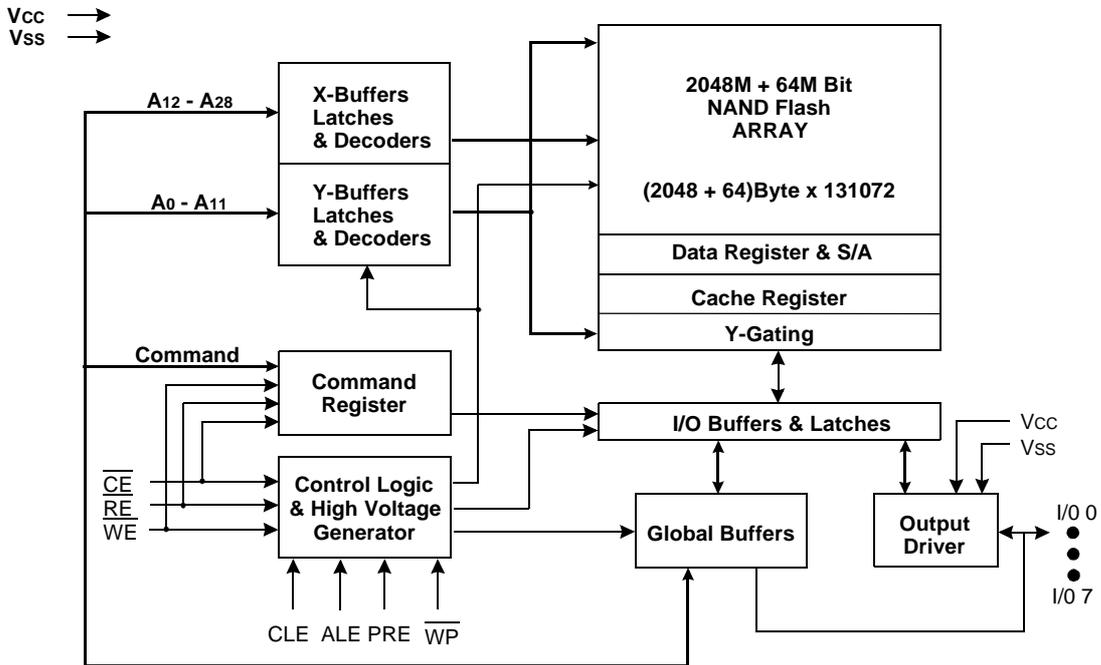 VCC
VSS
A12 - A28
X-Buffers
Latches
& Decoders
A0 - A11
Y-Buffers
Latches
& Decoders
2048M + 64M Bit
NAND Flash
ARRAY
(2048 + 64)Byte x 131072
Data Register & S/A
Cache Register
Y-Gating
Command
Command
Register
I/O Buffers & Latches
VCC
VSS
CE
RE
WE
Control Logic
& High Voltage
Generator
Global Buffers
Output
Driver
I/0 0
I/0 7
CLE ALE PRE WP